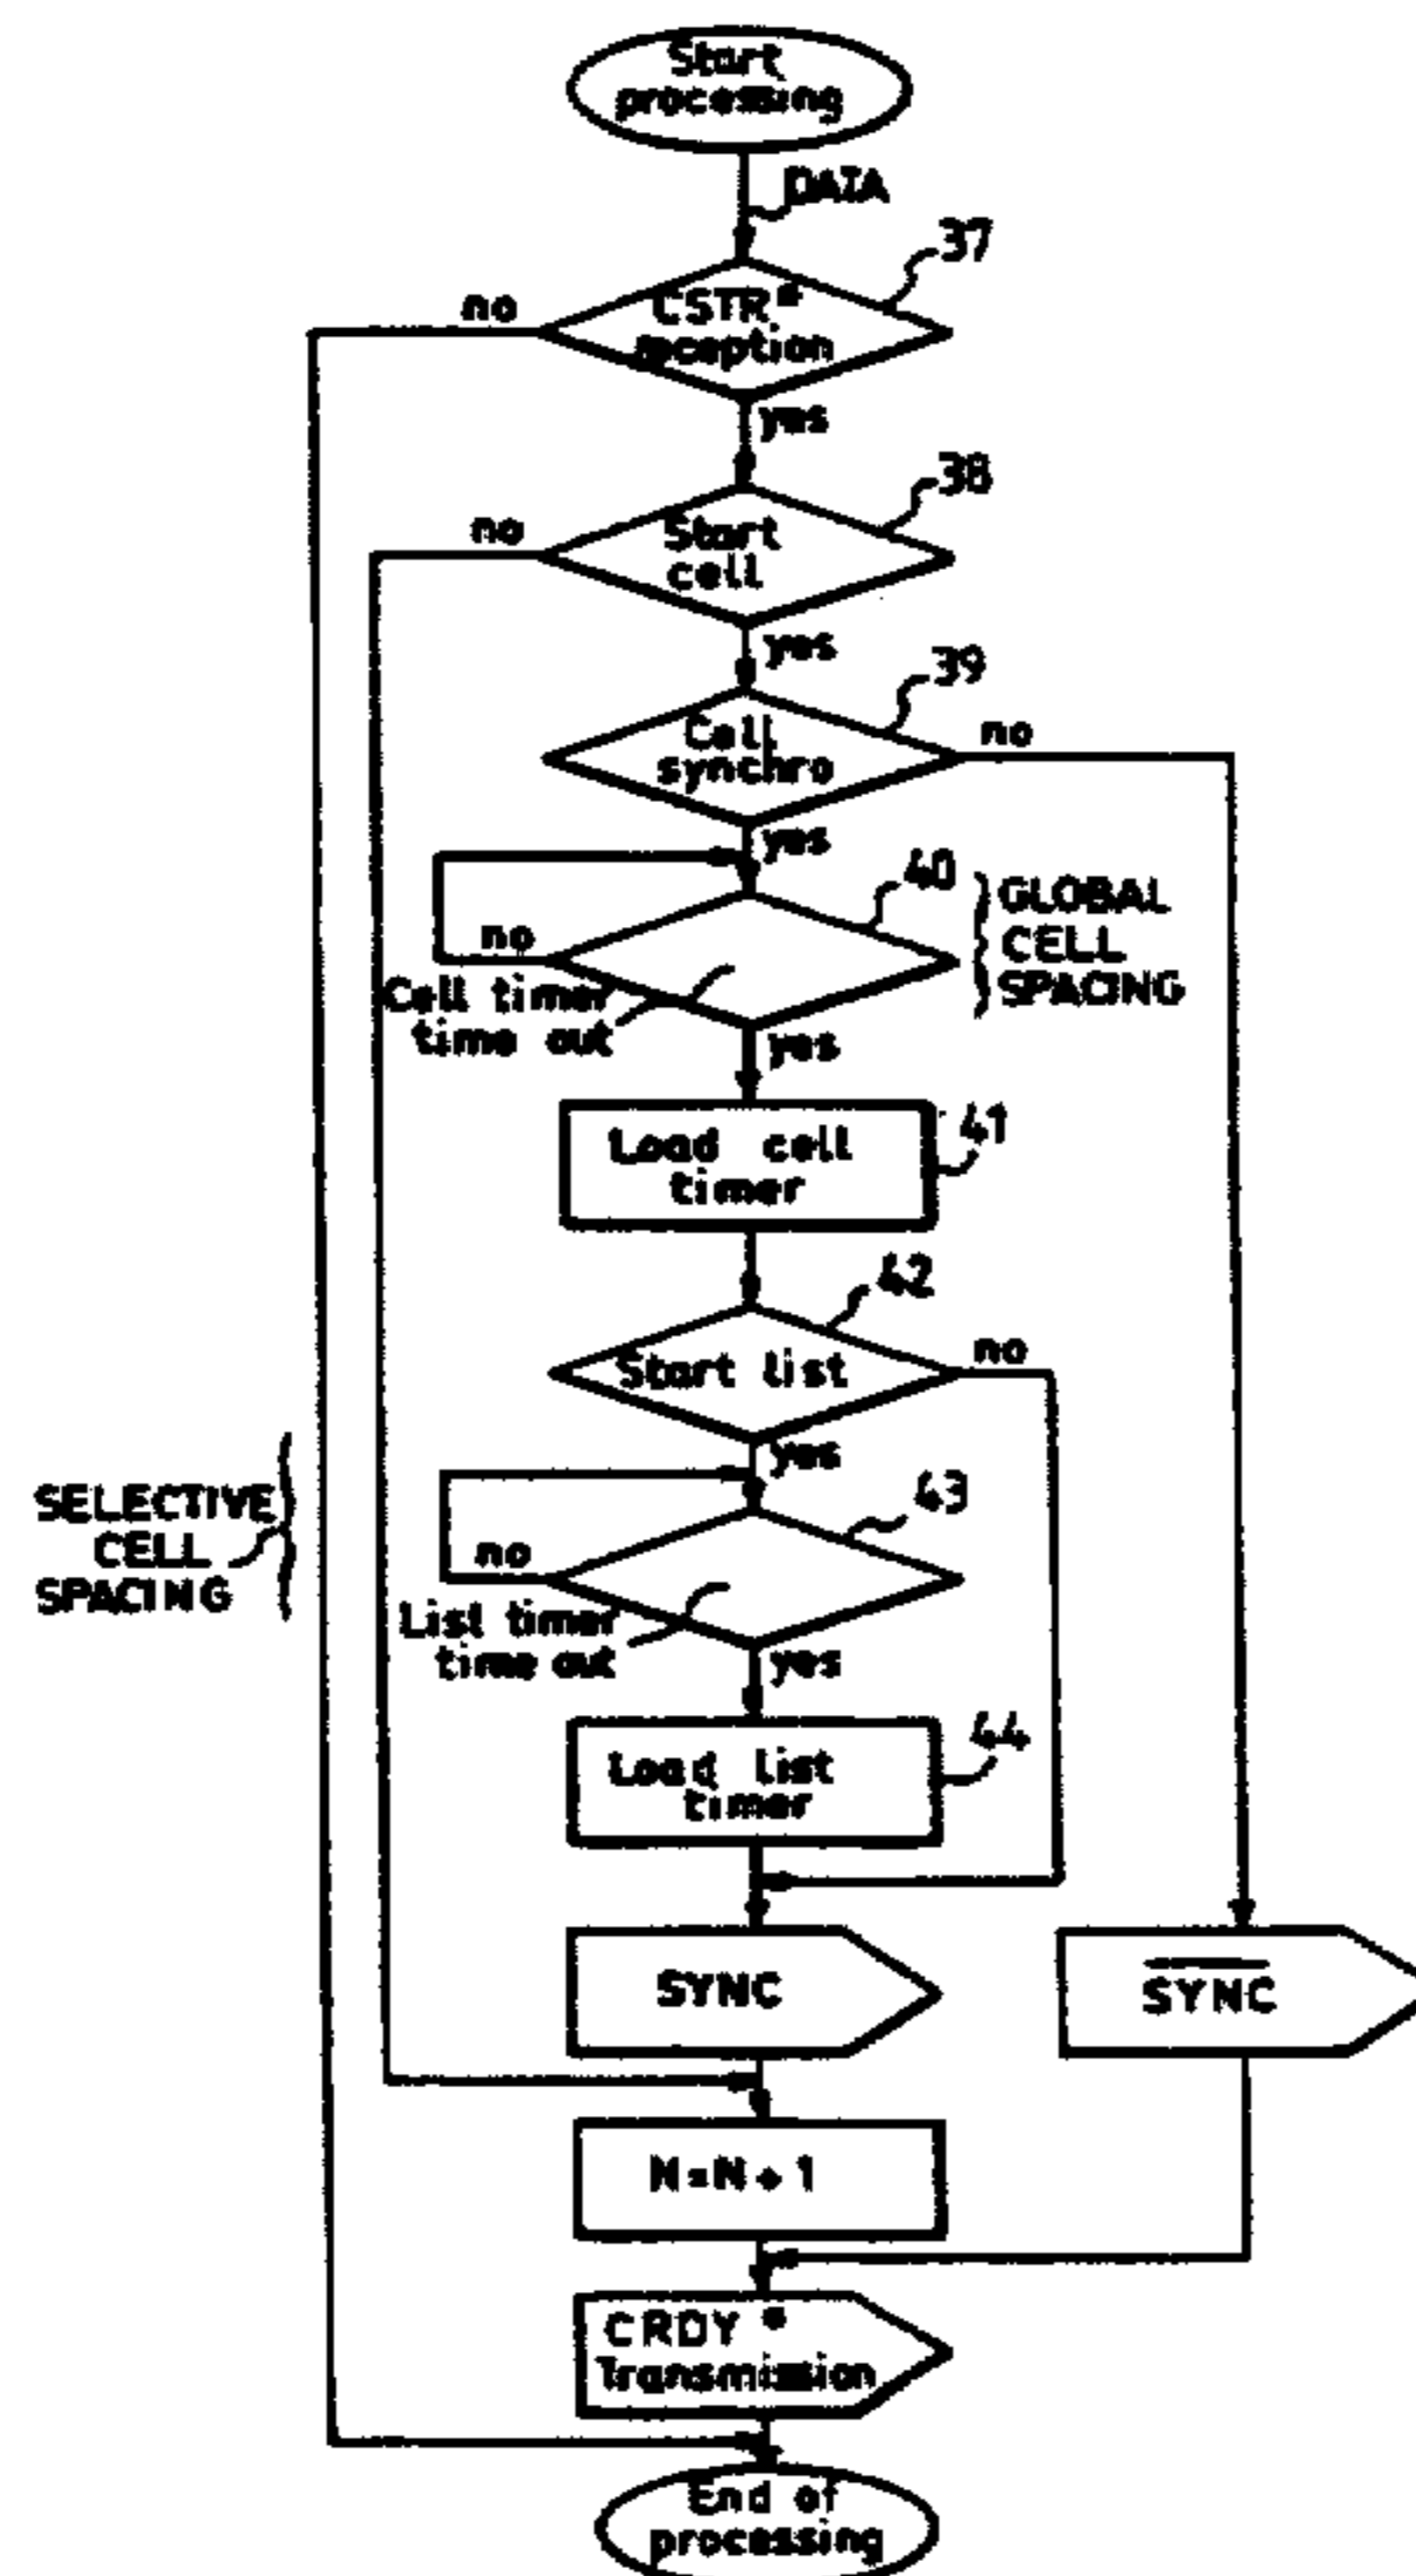 Start
processing
DATA
37
no
CSTR*
reception
yes
38
no
Start
cell
yes
39
Cell
synchro
no
yes
40
GLOBAL
CELL
SPACING
no
Cell timer
time out
yes
41
Load cell
timer
42
Start list
no
yes
43
SELECTIVE
CELL
SPACING
no
List timer
time out
yes
44
Load list
timer
SYNC
S̅Y̅N̅C̅
N=N+1
CRDY *
Transmission
End of
processing